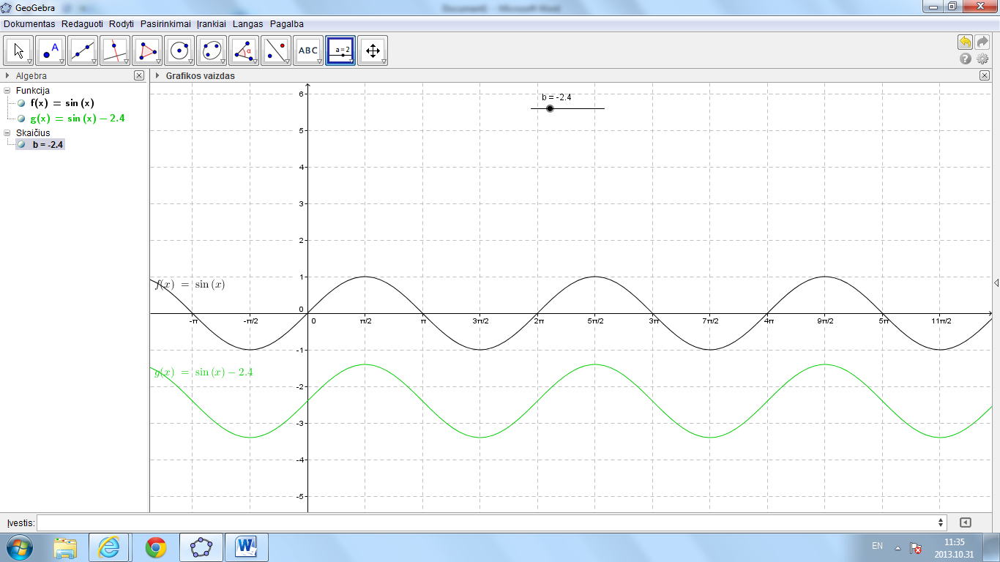 GeoGebra
Dokumentas Redaguoti Rodyti Pasirinkimai Įrankiai Langas Pagalba
A
α
ABC
a = 2
Algebra
Grafikos vaizdas
Funkcija
f(x) = sin (x)
g(x) = sin (x) − 2.4
Skaičius
b = -2.4
b = -2.4
6
5
4
3
2
1
0
-1
-2
-3
-4
-5
f(x) = sin (x)
-π -π/2 0 π/2 π 3π/2 2π 5π/2 3π 7π/2 4π 9π/2 5π 11π/2
g(x) = sin (x) − 2.4
Įvestis:
EN
11:35
2013.10.31